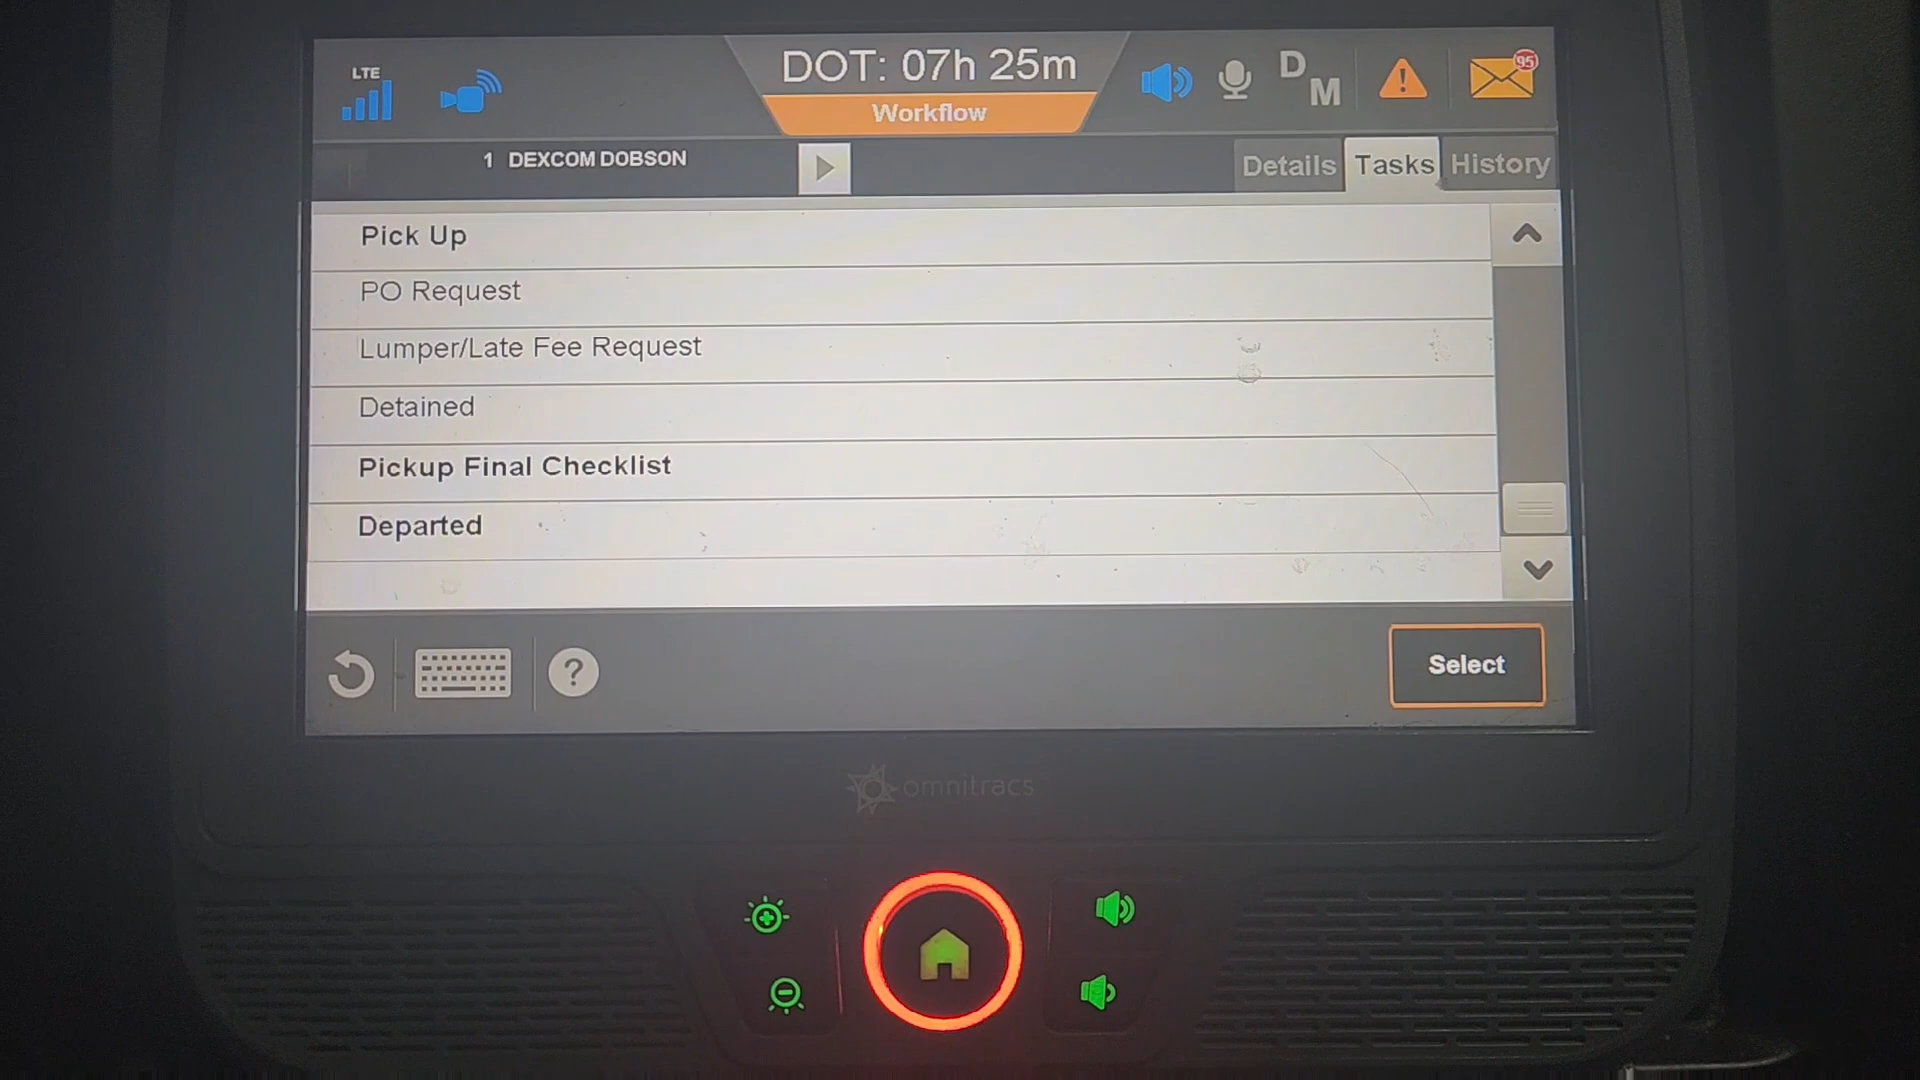 LTE
DOT: 07h 25m
D
M
95
Workflow
1 DEXCOM DOBSON
Details
Tasks
History
Pick Up
PO Request
Lumper/Late Fee Request
Detained
Pickup Final Checklist
Departed
?
Select
omnitracs